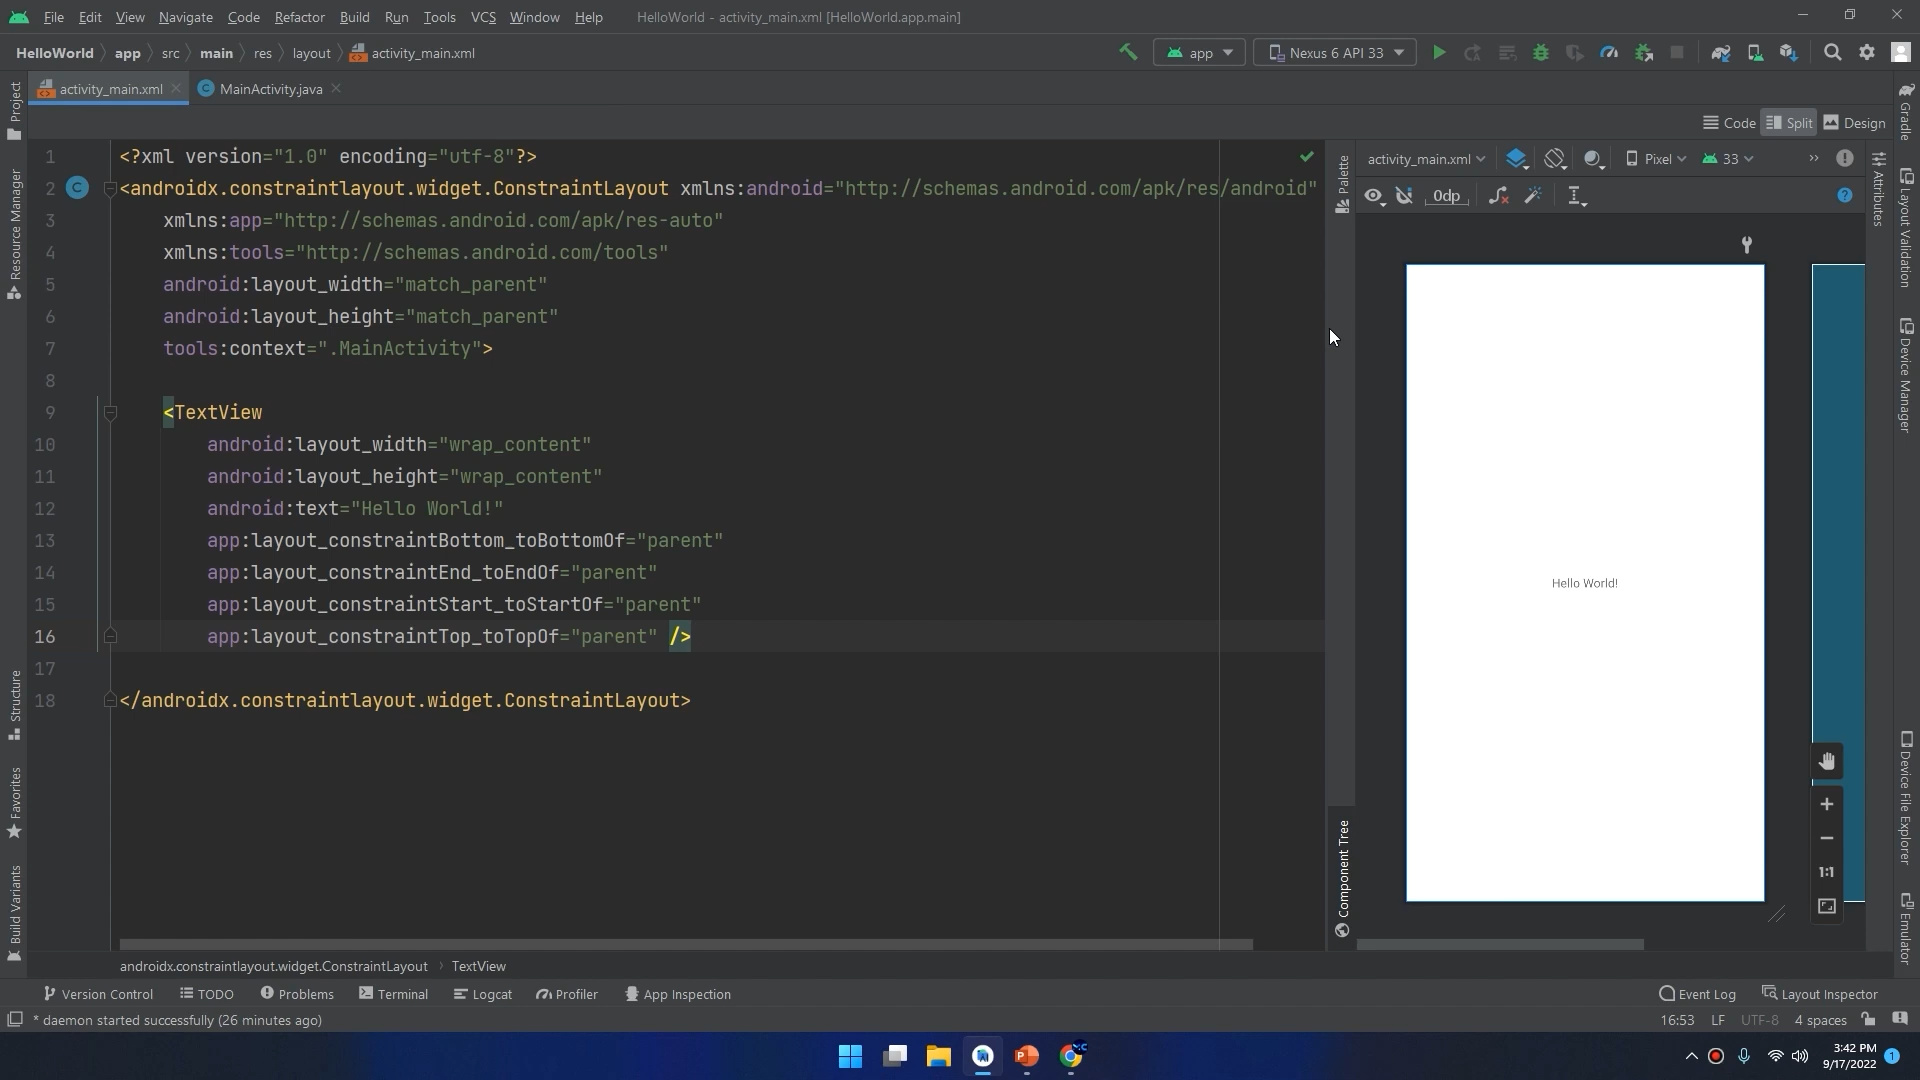 File Edit View Navigate Code Refactor Build Run Tools VCS Window Help HelloWorld - activity_main.xml [HelloWorld.app.main]
HelloWorld app src main res layout activity_main.xml app Nexus 6 API 33
activity_main.xml MainActivity.java
Code Split Design
activity_main.xml Pixel 33
0dp
1 <?xml version="1.0" encoding="utf-8"?>
2 <androidx.constraintlayout.widget.ConstraintLayout xmlns:android="http://schemas.android.com/apk/res/android"
3 xmlns:app="http://schemas.android.com/apk/res-auto"
4 xmlns:tools="http://schemas.android.com/tools"
5 android:layout_width="match_parent"
6 android:layout_height="match_parent"
7 tools:context=".MainActivity">
8
9 <TextView
10 android:layout_width="wrap_content"
11 android:layout_height="wrap_content"
12 android:text="Hello World!"
13 app:layout_constraintBottom_toBottomOf="parent"
14 app:layout_constraintEnd_toEndOf="parent"
15 app:layout_constraintStart_toStartOf="parent"
16 app:layout_constraintTop_toTopOf="parent" />
17
18 </androidx.constraintlayout.widget.ConstraintLayout>
Project
Resource Manager
Structure
Favorites
Build Variants
Palette
Component Tree
Hello World!
1:1
Attributes
Gradle
Layout Validation
Device Manager
Device File Explorer
Emulator
androidx.constraintlayout.widget.ConstraintLayout TextView
Version Control TODO Problems Terminal Logcat Profiler App Inspection Event Log Layout Inspector
* daemon started successfully (26 minutes ago) 16:53 LF UTF-8 4 spaces
3:42 PM
9/17/2022
1